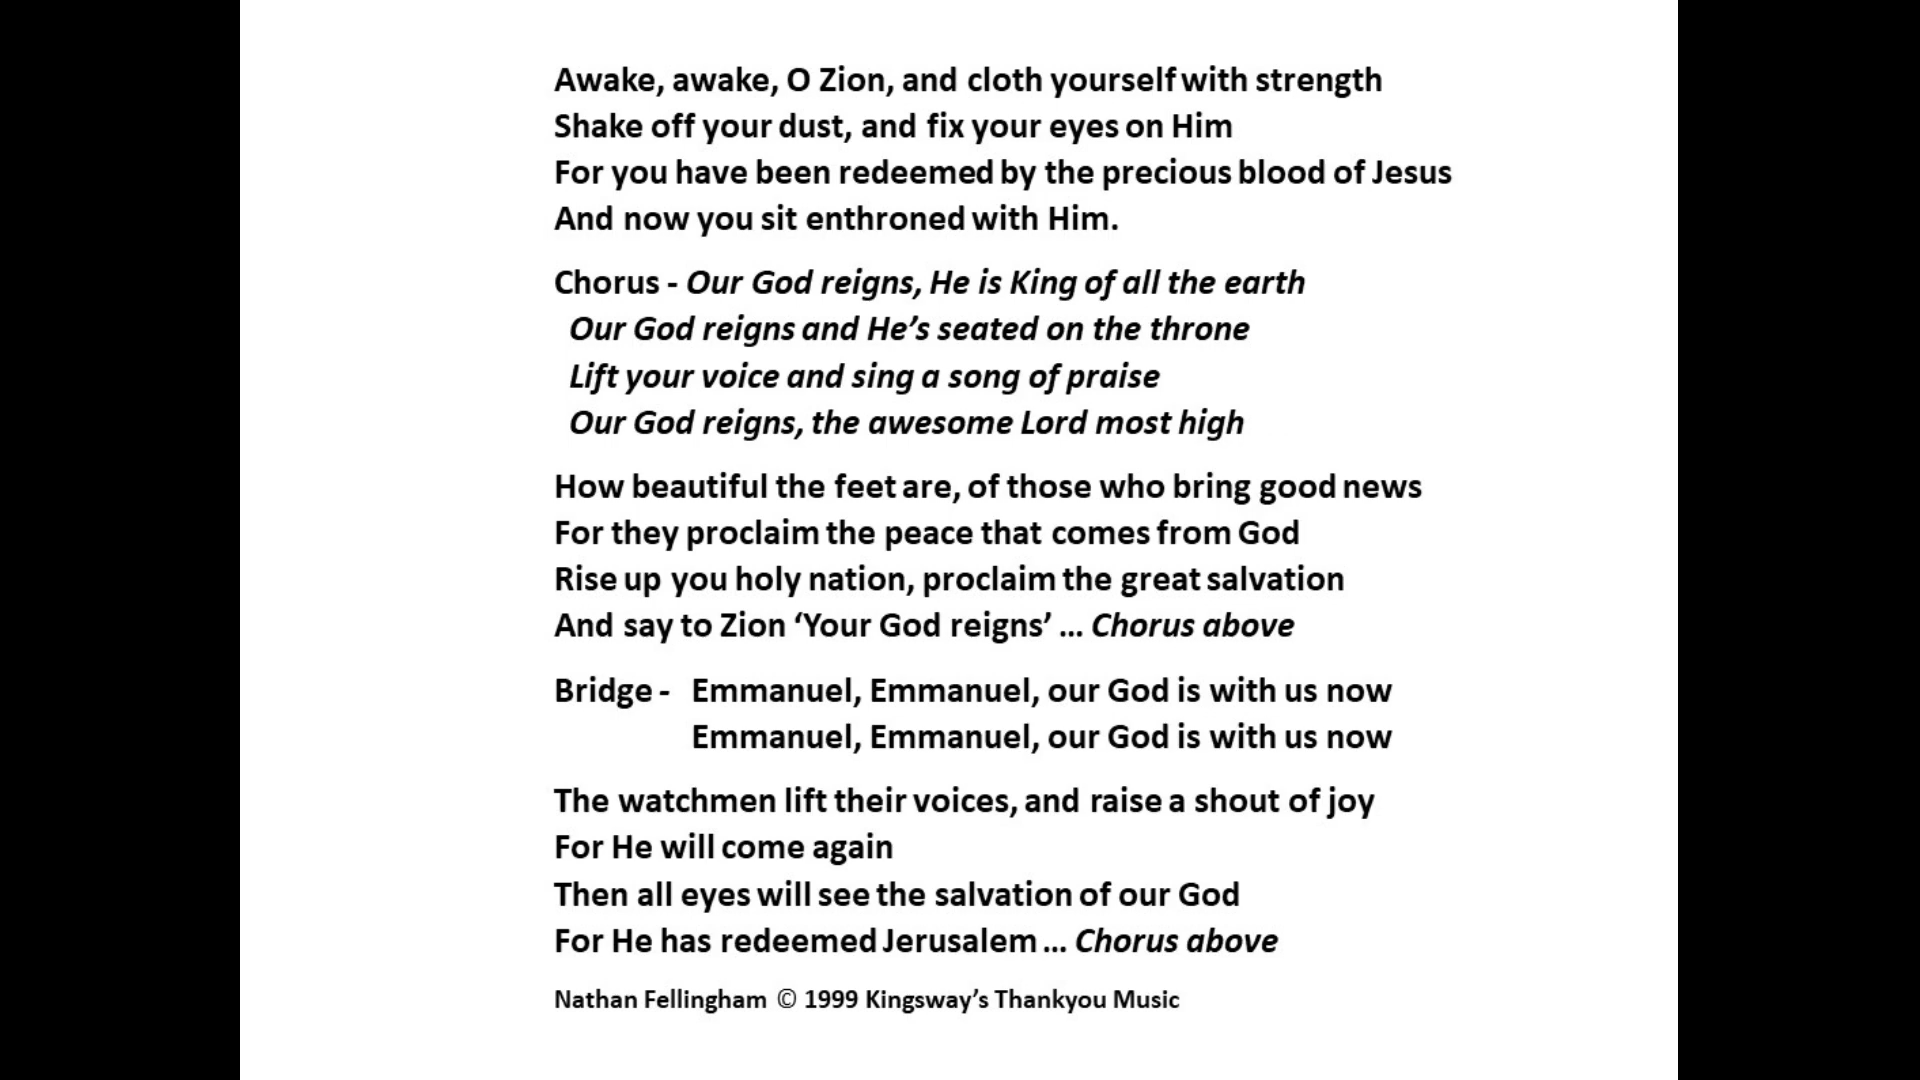 Awake, awake, O Zion, and cloth yourself with strength
Shake off your dust, and fix your eyes on Him
For you have been redeemed by the precious blood of Jesus
And now you sit enthroned with Him.
Chorus - Our God reigns, He is King of all the earth
Our God reigns and He’s seated on the throne
Lift your voice and sing a song of praise
Our God reigns, the awesome Lord most high
How beautiful the feet are, of those who bring good news
For they proclaim the peace that comes from God
Rise up you holy nation, proclaim the great salvation
And say to Zion ‘Your God reigns’ ... Chorus above
Bridge - Emmanuel, Emmanuel, our God is with us now
Emmanuel, Emmanuel, our God is with us now
The watchmen lift their voices, and raise a shout of joy
For He will come again
Then all eyes will see the salvation of our God
For He has redeemed Jerusalem ... Chorus above
Nathan Fellingham © 1999 Kingsway’s Thankyou Music